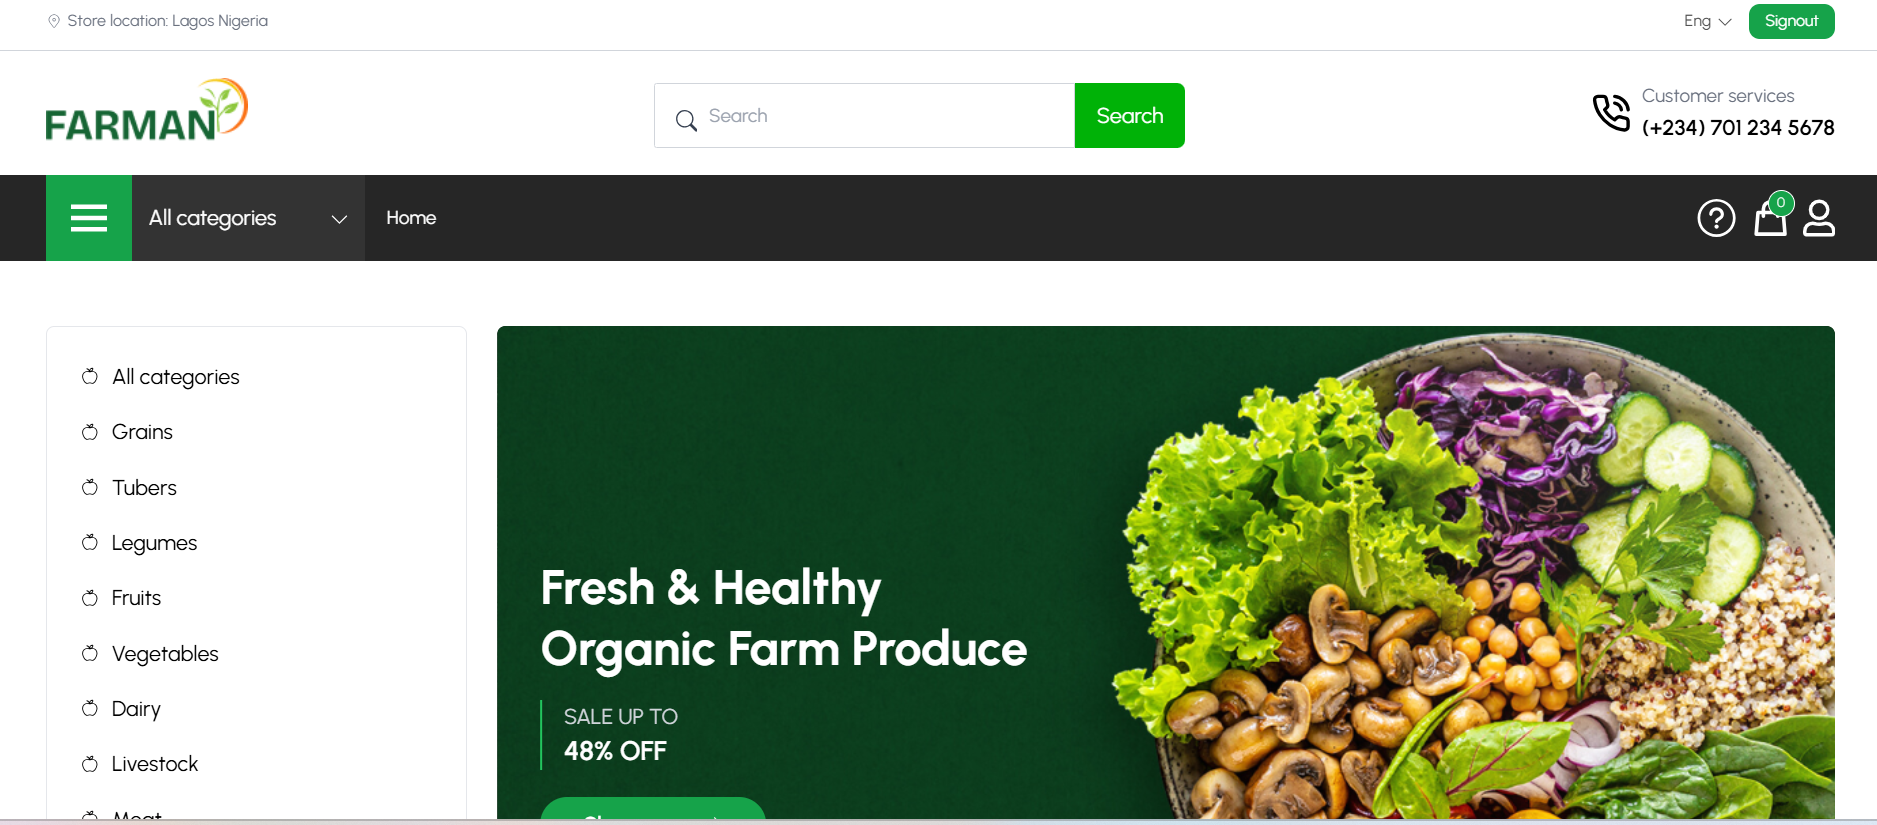 Store location: Lagos Nigeria
Eng
Signout
FARMAN
Search
Search
Customer services
(+234) 701 234 5678
All categories
Home
0
All categories
Grains
Tubers
Legumes
Fruits
Vegetables
Dairy
Livestock
Meat
Fresh & Healthy
Organic Farm Produce
SALE UP TO
48% OFF